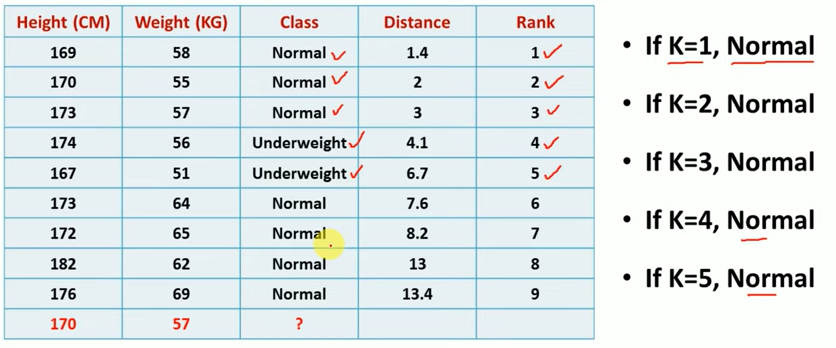 Height (CM) Weight (KG) Class Distance Rank
169 58 Normal 1.4 1
170 55 Normal 2 2
173 57 Normal 3 3
174 56 Underweight 4.1 4
167 51 Underweight 6.7 5
173 64 Normal 7.6 6
172 65 Normal 8.2 7
182 62 Normal 13 8
176 69 Normal 13.4 9
170 57 ?
• If K=1, Normal
• If K=2, Normal
• If K=3, Normal
• If K=4, Normal
• If K=5, Normal